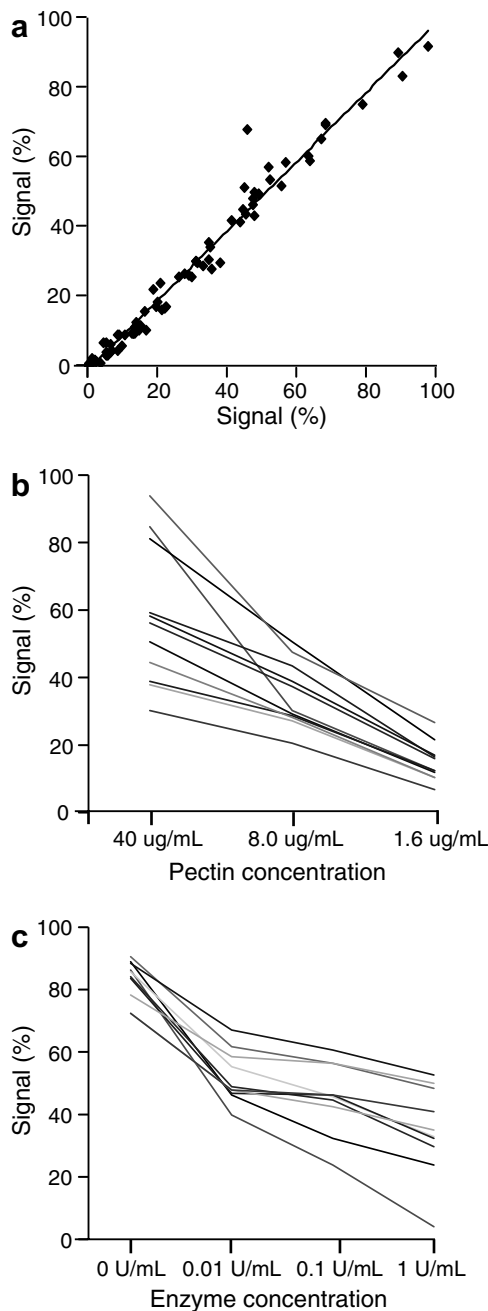 a
100
80
60
40
20
0
Signal (%)
0 20 40 60 80 100
Signal (%)
b
100
80
60
40
20
0
Signal (%)
40 ug/mL 8.0 ug/mL 1.6 ug/mL
Pectin concentration
c
100
80
60
40
20
0
Signal (%)
0 U/mL 0.01 U/mL 0.1 U/mL 1 U/mL
Enzyme concentration